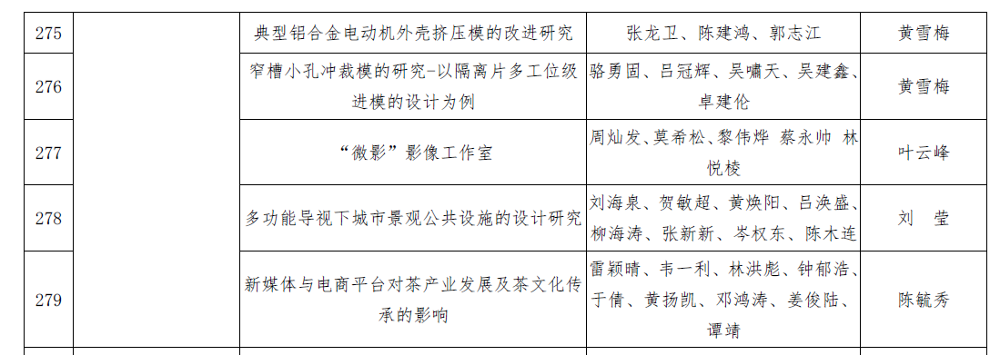 275
典型铝合金电动机外壳挤压模的改进研究
张龙卫、陈建鸿、郭志江
黄雪梅
276
窄槽小孔冲裁模的研究-以隔离片多工位级
进模的设计为例
骆勇固、吕冠辉、吴啸天、吴建鑫、
卓建伦
黄雪梅
277
“微影”影像工作室
周灿发、莫希松、黎伟烨 蔡永帅 林
悦棱
叶云峰
278
多功能导视下城市景观公共设施的设计研究
刘海泉、贺敏超、黄焕阳、吕涣盛、
柳海涛、张新新、岑权东、陈木连
刘 莹
279
新媒体与电商平台对茶产业发展及茶文化传
承的影响
雷颖晴、韦一利、林洪彪、钟郁浩、
于倩、黄扬凯、邓鸿涛、姜俊陆、
谭靖
陈毓秀